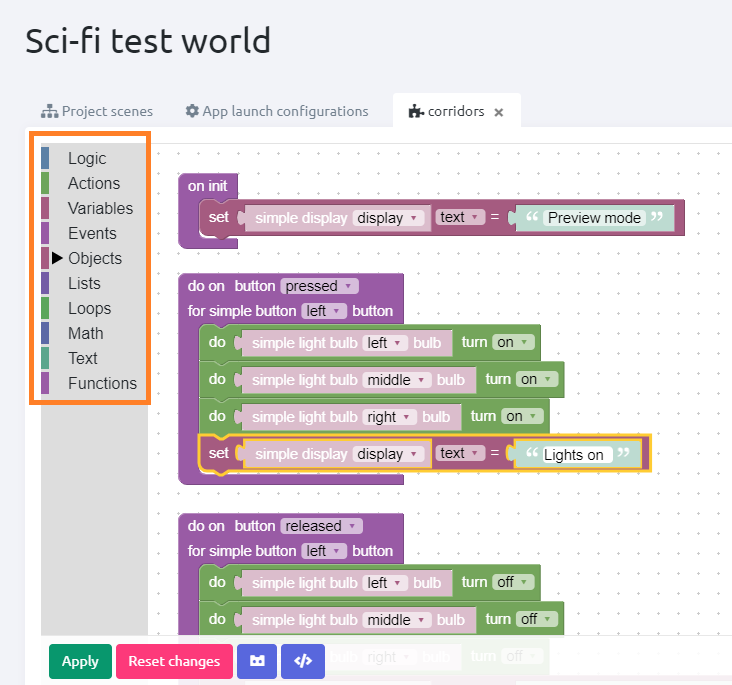 Sci-fi test world
Project scenes App launch configurations corridors ×
Logic
Actions
Variables
Events
Objects
Lists
Loops
Math
Text
Functions
on init
set simple display display text = “ Preview mode ”
do on button pressed
for simple button left button
do simple light bulb left bulb turn on
do simple light bulb middle bulb turn on
do simple light bulb right bulb turn on
set simple display display text = “ Lights on ”
do on button released
for simple button left button
do simple light bulb left bulb turn off
do simple light bulb middle bulb turn off
bulb right bulb turn off
Apply Reset changes </>